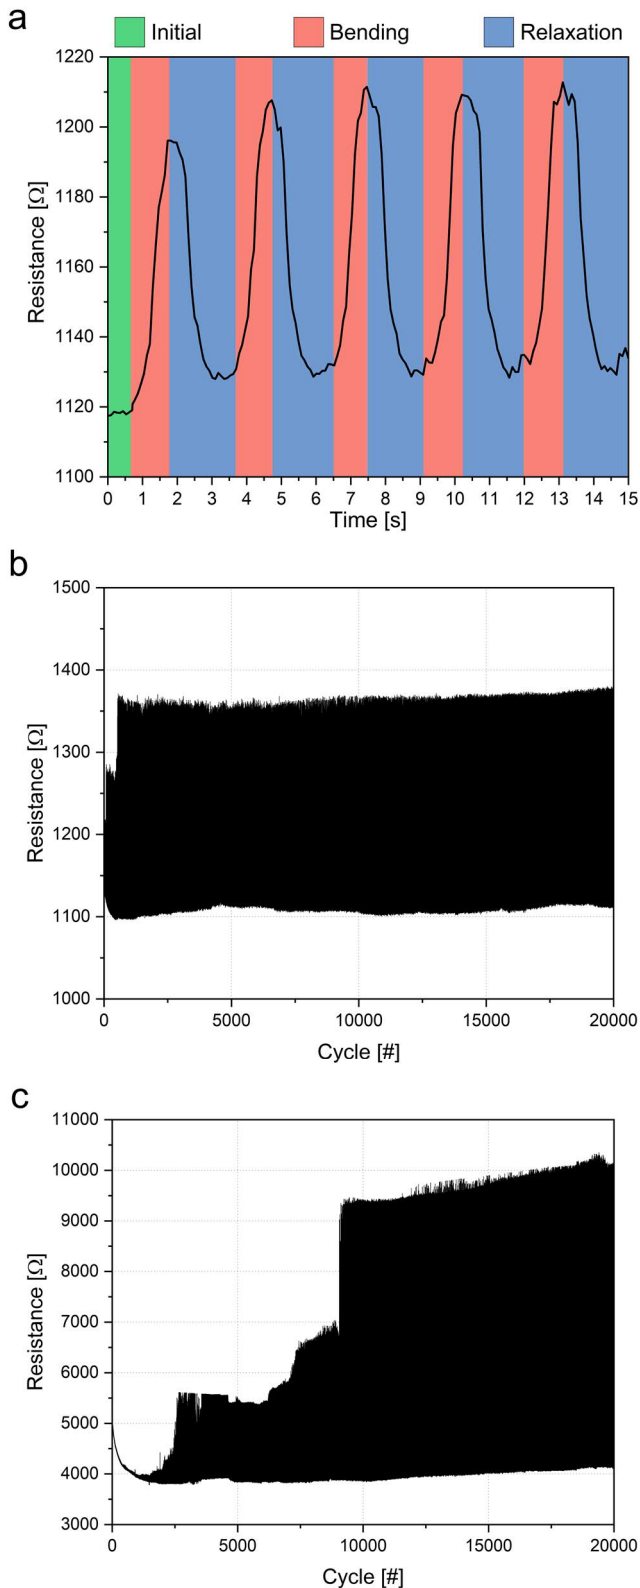 a
Initial Bending Relaxation
1220
1200
1180
1160
1140
1120
1100
Resistance [Ω]
0 1 2 3 4 5 6 7 8 9 10 11 12 13 14 15
Time [s]
b
1500
1400
1300
1200
1100
1000
Resistance [Ω]
0 5000 10000 15000 20000
Cycle [#]
c
11000
10000
9000
8000
7000
6000
5000
4000
3000
Resistance [Ω]
0 5000 10000 15000 20000
Cycle [#]